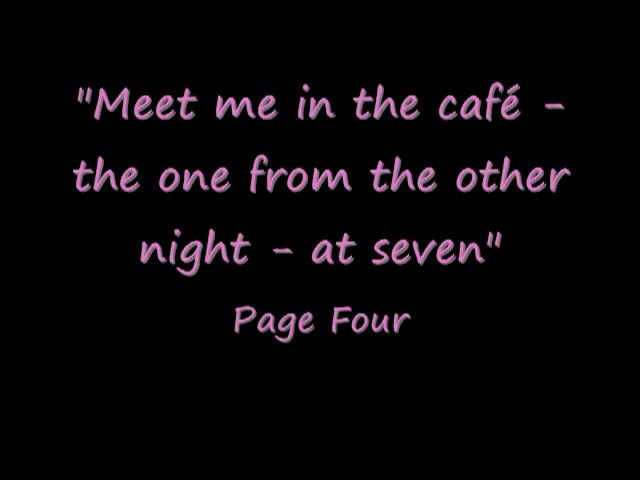 "Meet me in the café -
the one from the other
night - at seven"
Page Four